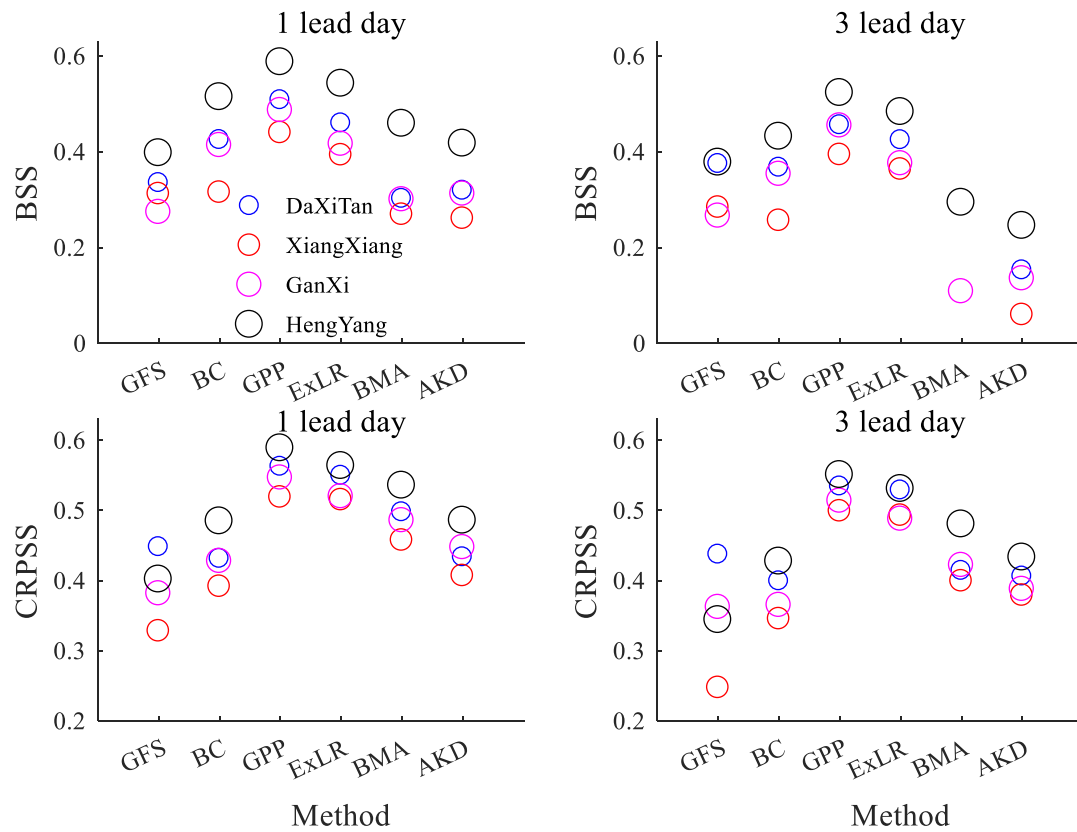 1 lead day
BSS
0.6
0.4
0.2
0
DaXiTan
XiangXiang
GanXi
HengYang
GFS BC GPP ExLR BMA AKD
3 lead day
BSS
0.6
0.4
0.2
0
GFS BC GPP ExLR BMA AKD
1 lead day
CRPSS
0.6
0.5
0.4
0.3
0.2
GFS BC GPP ExLR BMA AKD
Method
3 lead day
CRPSS
0.6
0.5
0.4
0.3
0.2
GFS BC GPP ExLR BMA AKD
Method